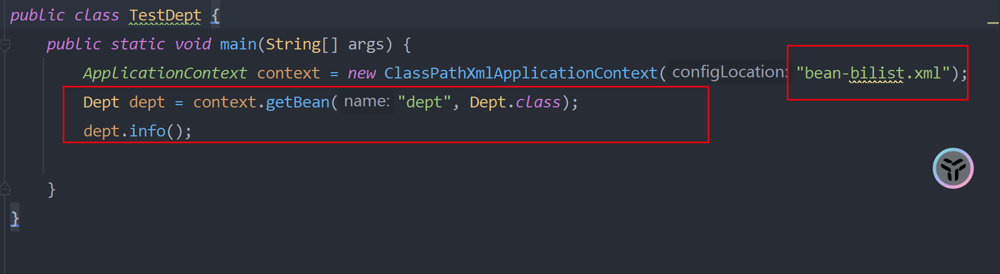 public class TestDept {
public static void main(String[] args) {
ApplicationContext context = new ClassPathXmlApplicationContext( configLocation: "bean-bilist.xml");
Dept dept = context.getBean( name: "dept", Dept.class);
dept.info();
}
}